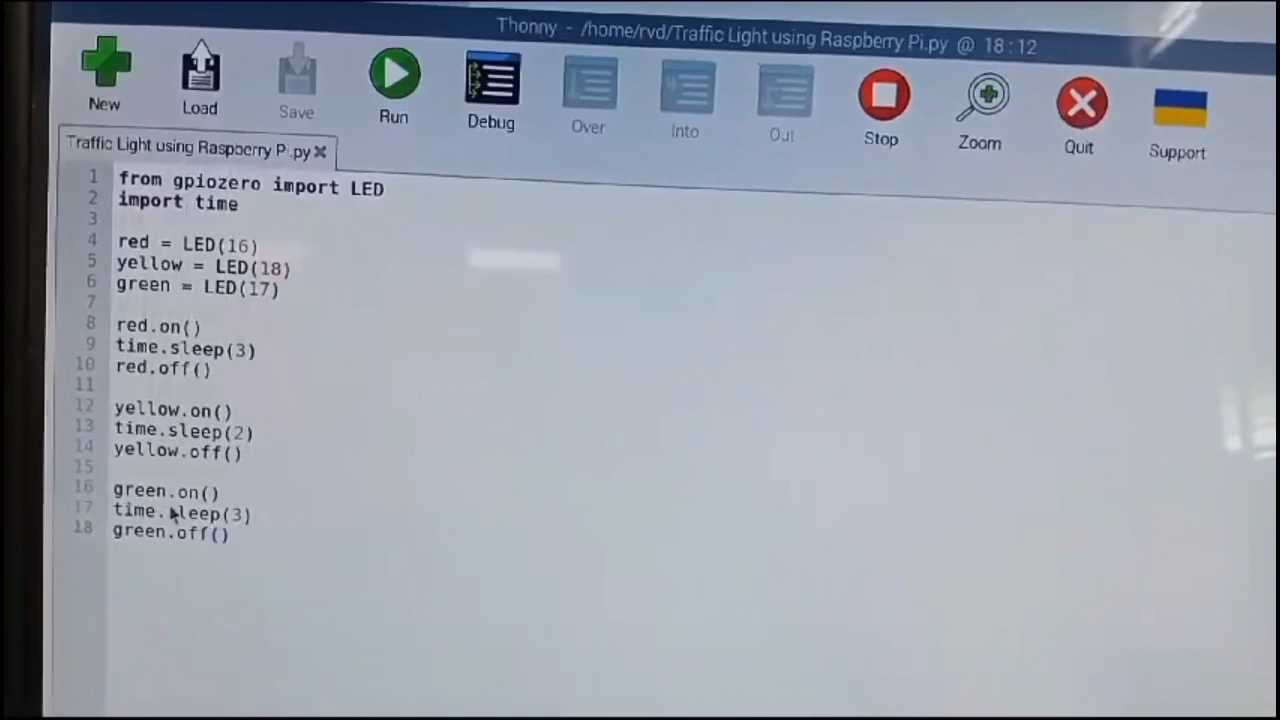 Thonny - /home/rvd/Traffic Light using Raspberry Pi.py @ 18:12
New Load Save Run Debug Over Into Out Stop Zoom Quit Support
Traffic Light using Raspberry Pi.py ×
1 from gpiozero import LED
2 import time
3
4 red = LED(16)
5 yellow = LED(18)
6 green = LED(17)
7
8 red.on()
9 time.sleep(3)
10 red.off()
11
12 yellow.on()
13 time.sleep(2)
14 yellow.off()
15
16 green.on()
17 time.sleep(3)
18 green.off()